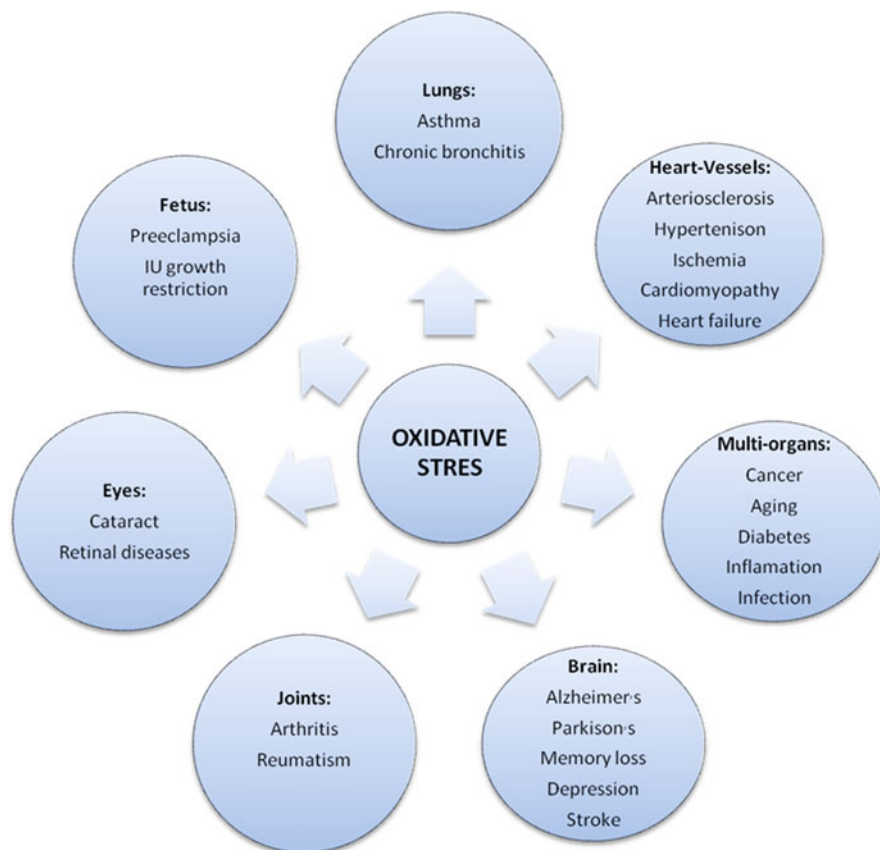 Lungs:
Asthma
Chronic bronchitis
Heart-Vessels:
Arteriosclerosis
Hypertenison
Ischemia
Cardiomyopathy
Heart failure
Fetus:
Preeclampsia
IU growth
restriction
OXIDATIVE
STRES
Multi-organs:
Cancer
Aging
Diabetes
Inflamation
Infection
Eyes:
Cataract
Retinal diseases
Joints:
Arthritis
Reumatism
Brain:
Alzheimer's
Parkison's
Memory loss
Depression
Stroke